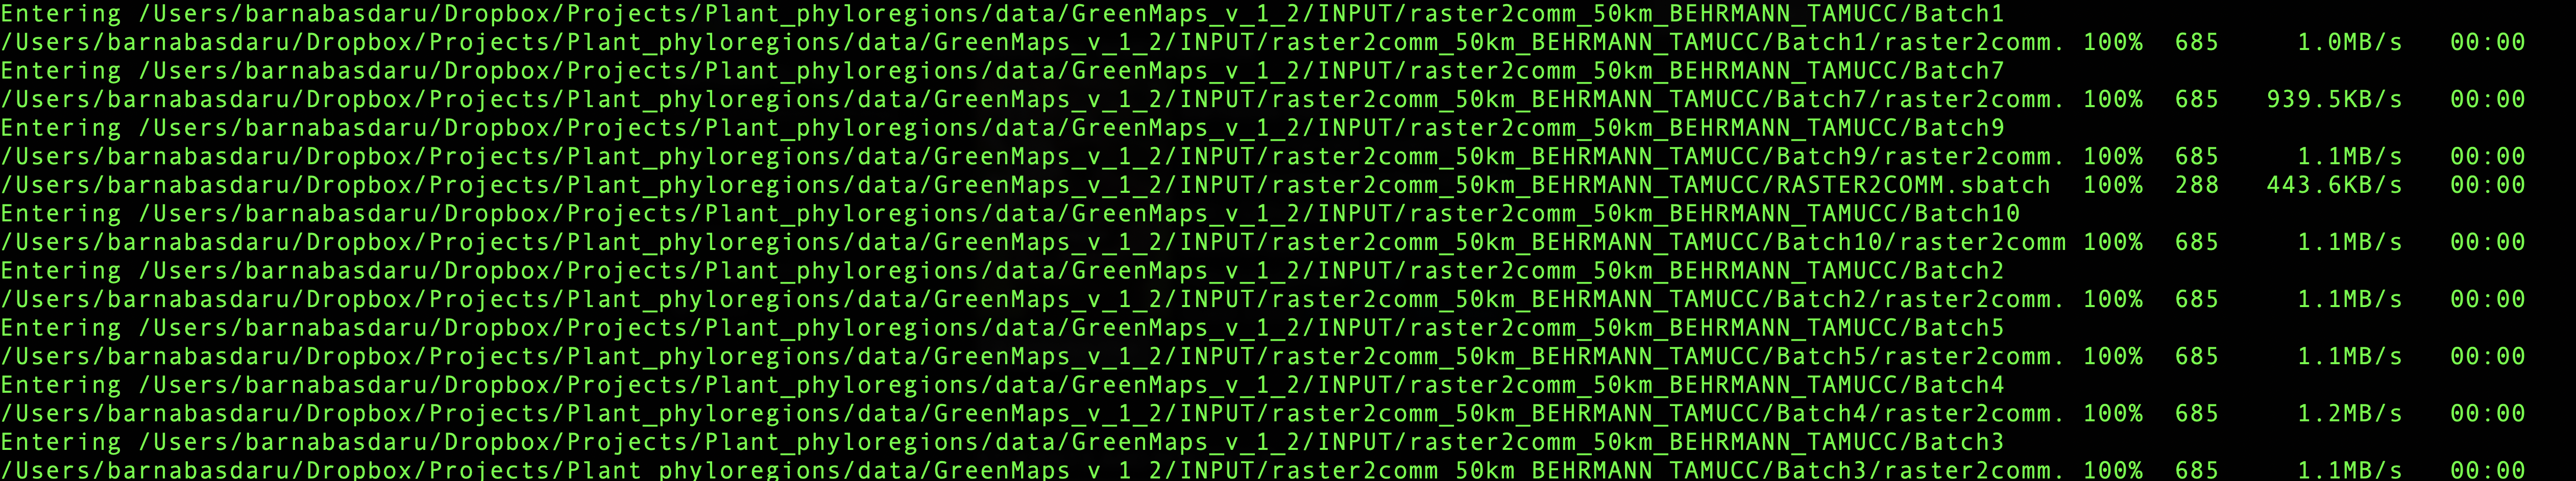 Entering /Users/barnabasdaru/Dropbox/Projects/Plant_phyloregions/data/GreenMaps_v_1_2/INPUT/raster2comm_50km_BEHRMANN_TAMUCC/Batch1
/Users/barnabasdaru/Dropbox/Projects/Plant_phyloregions/data/GreenMaps_v_1_2/INPUT/raster2comm_50km_BEHRMANN_TAMUCC/Batch1/raster2comm. 100% 685 1.0MB/s 00:00
Entering /Users/barnabasdaru/Dropbox/Projects/Plant_phyloregions/data/GreenMaps_v_1_2/INPUT/raster2comm_50km_BEHRMANN_TAMUCC/Batch7
/Users/barnabasdaru/Dropbox/Projects/Plant_phyloregions/data/GreenMaps_v_1_2/INPUT/raster2comm_50km_BEHRMANN_TAMUCC/Batch7/raster2comm. 100% 685 939.5KB/s 00:00
Entering /Users/barnabasdaru/Dropbox/Projects/Plant_phyloregions/data/GreenMaps_v_1_2/INPUT/raster2comm_50km_BEHRMANN_TAMUCC/Batch9
/Users/barnabasdaru/Dropbox/Projects/Plant_phyloregions/data/GreenMaps_v_1_2/INPUT/raster2comm_50km_BEHRMANN_TAMUCC/Batch9/raster2comm. 100% 685 1.1MB/s 00:00
/Users/barnabasdaru/Dropbox/Projects/Plant_phyloregions/data/GreenMaps_v_1_2/INPUT/raster2comm_50km_BEHRMANN_TAMUCC/RASTER2COMM.sbatch 100% 288 443.6KB/s 00:00
Entering /Users/barnabasdaru/Dropbox/Projects/Plant_phyloregions/data/GreenMaps_v_1_2/INPUT/raster2comm_50km_BEHRMANN_TAMUCC/Batch10
/Users/barnabasdaru/Dropbox/Projects/Plant_phyloregions/data/GreenMaps_v_1_2/INPUT/raster2comm_50km_BEHRMANN_TAMUCC/Batch10/raster2comm 100% 685 1.1MB/s 00:00
Entering /Users/barnabasdaru/Dropbox/Projects/Plant_phyloregions/data/GreenMaps_v_1_2/INPUT/raster2comm_50km_BEHRMANN_TAMUCC/Batch2
/Users/barnabasdaru/Dropbox/Projects/Plant_phyloregions/data/GreenMaps_v_1_2/INPUT/raster2comm_50km_BEHRMANN_TAMUCC/Batch2/raster2comm. 100% 685 1.1MB/s 00:00
Entering /Users/barnabasdaru/Dropbox/Projects/Plant_phyloregions/data/GreenMaps_v_1_2/INPUT/raster2comm_50km_BEHRMANN_TAMUCC/Batch5
/Users/barnabasdaru/Dropbox/Projects/Plant_phyloregions/data/GreenMaps_v_1_2/INPUT/raster2comm_50km_BEHRMANN_TAMUCC/Batch5/raster2comm. 100% 685 1.1MB/s 00:00
Entering /Users/barnabasdaru/Dropbox/Projects/Plant_phyloregions/data/GreenMaps_v_1_2/INPUT/raster2comm_50km_BEHRMANN_TAMUCC/Batch4
/Users/barnabasdaru/Dropbox/Projects/Plant_phyloregions/data/GreenMaps_v_1_2/INPUT/raster2comm_50km_BEHRMANN_TAMUCC/Batch4/raster2comm. 100% 685 1.2MB/s 00:00
Entering /Users/barnabasdaru/Dropbox/Projects/Plant_phyloregions/data/GreenMaps_v_1_2/INPUT/raster2comm_50km_BEHRMANN_TAMUCC/Batch3
/Users/barnabasdaru/Dropbox/Projects/Plant_phyloregions/data/GreenMaps_v_1_2/INPUT/raster2comm_50km_BEHRMANN_TAMUCC/Batch3/raster2comm. 100% 685 1.1MB/s 00:00